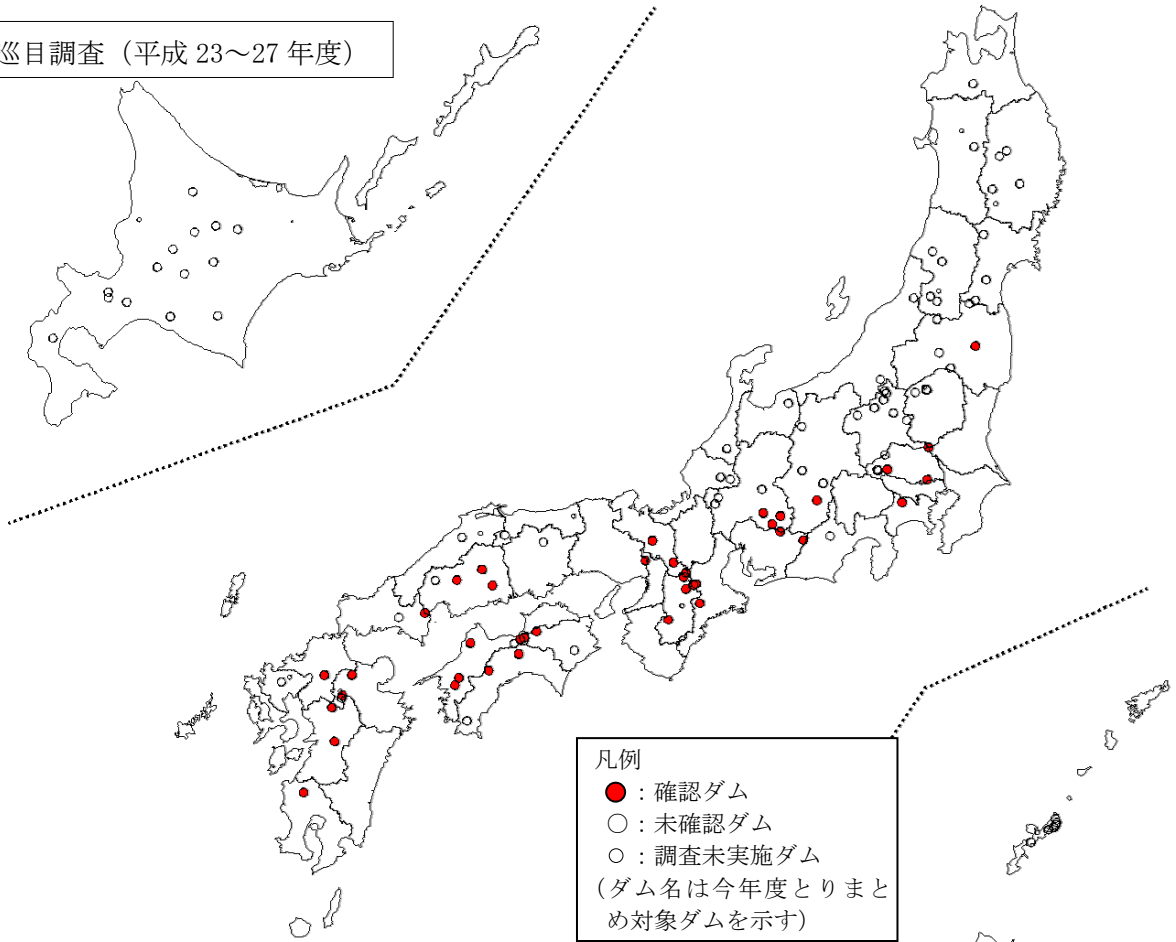 巡目調査（平成 23～27 年度）
凡例
：確認ダム
：未確認ダム
：調査未実施ダム
(ダム名は今年度とりまと
め対象ダムを示す)